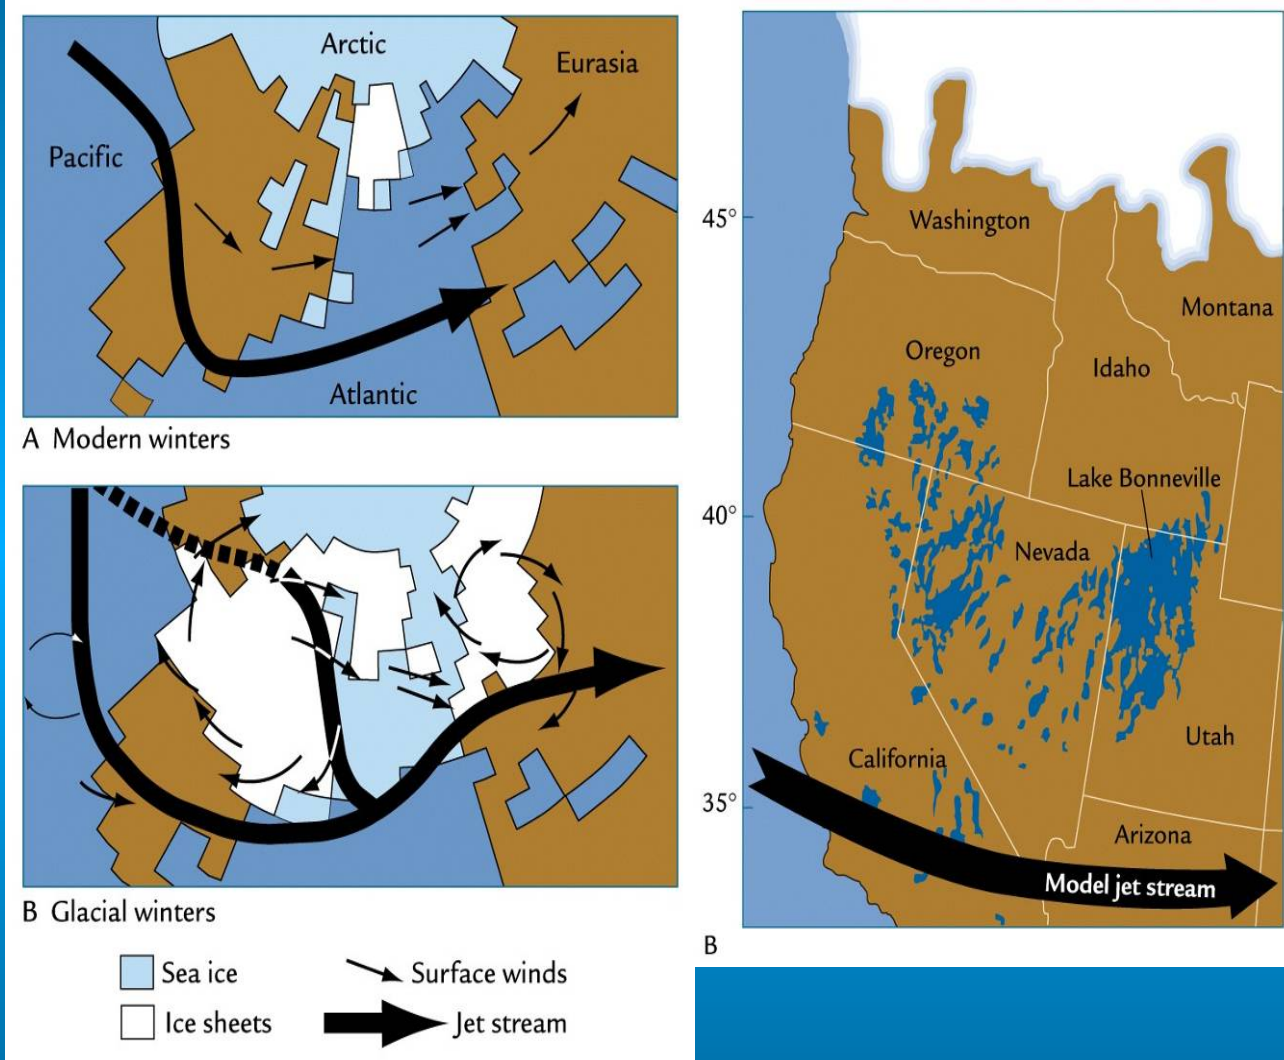 Arctic
Eurasia
Pacific
Atlantic
A Modern winters
B Glacial winters
Sea ice
Surface winds
Ice sheets
Jet stream
45°
Washington
Montana
Oregon
Idaho
Lake Bonneville
40°
Nevada
Utah
California
35°
Arizona
Model jet stream
B